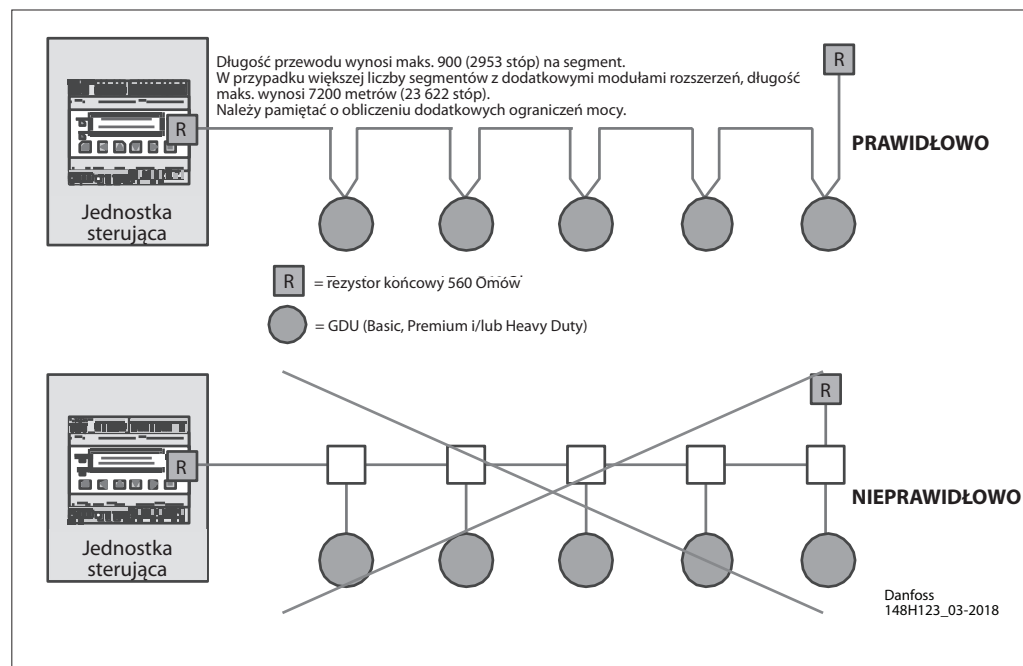 Długość przewodu wynosi maks. 900 (2953 stóp) na segment.
W przypadku większej liczby segmentów z dodatkowymi modułami rozszerzeń, długość
maks. wynosi 7200 metrów (23 622 stóp).
Należy pamiętać o obliczeniu dodatkowych ograniczeń mocy.
R
R
PRAWIDŁOWO
Jednostka
sterująca
R = rezystor końcowy 560 Omów
= GDU (Basic, Premium i/lub Heavy Duty)
R
R
NIEPRAWIDŁOWO
Jednostka
sterująca
Danfoss
148H123_03-2018